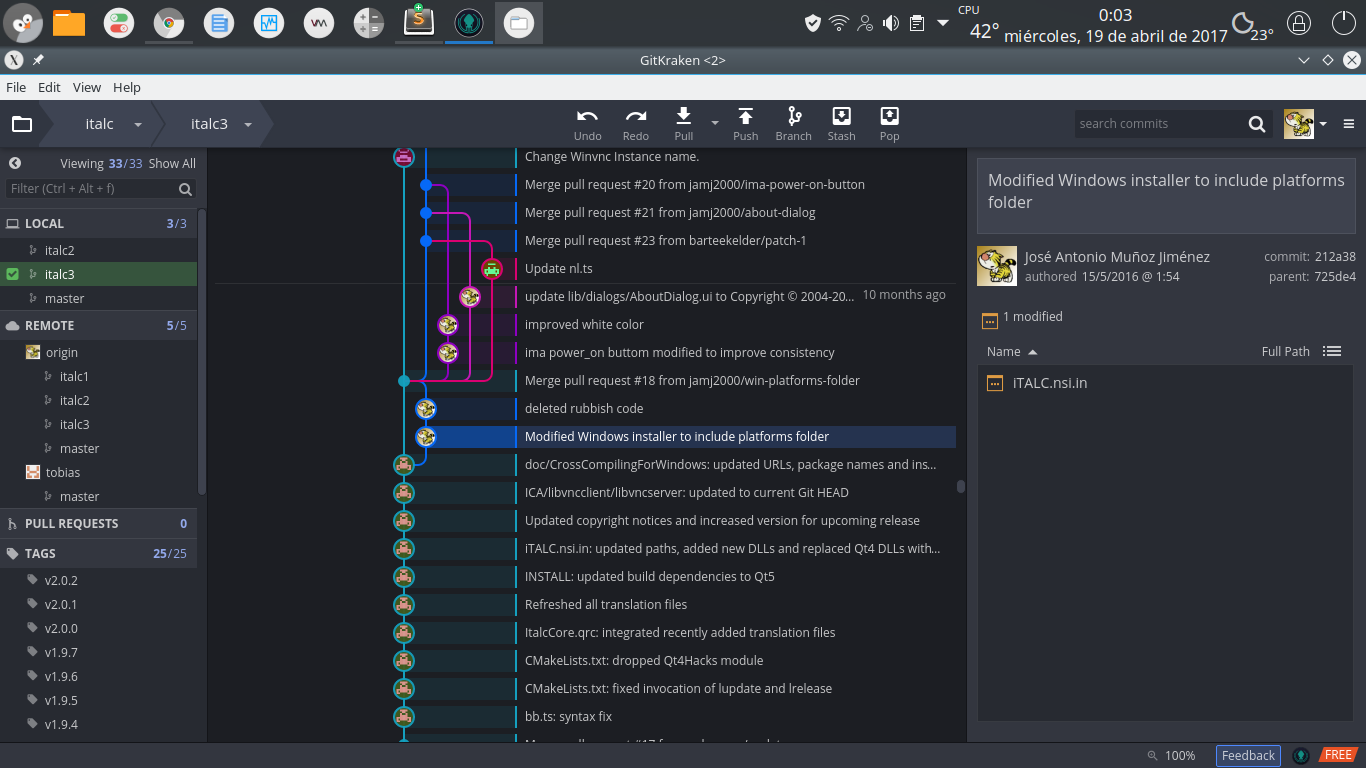 CPU
42°
0:03
miércoles, 19 de abril de 2017
23°
GitKraken <2>
File Edit View Help
italc
italc3
Undo
Redo
Pull
Push
Branch
Stash
Pop
search commits
Viewing 33/33 Show All
Filter (Ctrl + Alt + f)
LOCAL 3/3
italc2
italc3
master
REMOTE 5/5
origin
italc1
italc2
italc3
master
tobias
master
PULL REQUESTS 0
TAGS 25/25
v2.0.2
v2.0.1
v2.0.0
v1.9.7
v1.9.6
v1.9.5
v1.9.4
Change Winvnc Instance name.
Merge pull request #20 from jamj2000/ima-power-on-button
Merge pull request #21 from jamj2000/about-dialog
Merge pull request #23 from barteekelder/patch-1
Update nl.ts
update lib/dialogs/AboutDialog.ui to Copyright © 2004-20... 10 months ago
improved white color
ima power_on buttom modified to improve consistency
Merge pull request #18 from jamj2000/win-platforms-folder
deleted rubbish code
Modified Windows installer to include platforms folder
doc/CrossCompilingForWindows: updated URLs, package names and ins...
ICA/libvncclient/libvncserver: updated to current Git HEAD
Updated copyright notices and increased version for upcoming release
iTALC.nsi.in: updated paths, added new DLLs and replaced Qt4 DLLs with...
INSTALL: updated build dependencies to Qt5
Refreshed all translation files
ItalcCore.qrc: integrated recently added translation files
CMakeLists.txt: dropped Qt4Hacks module
CMakeLists.txt: fixed invocation of lupdate and lrelease
bb.ts: syntax fix
Modified Windows installer to include platforms
folder
José Antonio Muñoz Jiménez
authored 15/5/2016 @ 1:54
commit: 212a38
parent: 725de4
1 modified
Name
Full Path
iTALC.nsi.in
100%
Feedback
FREE